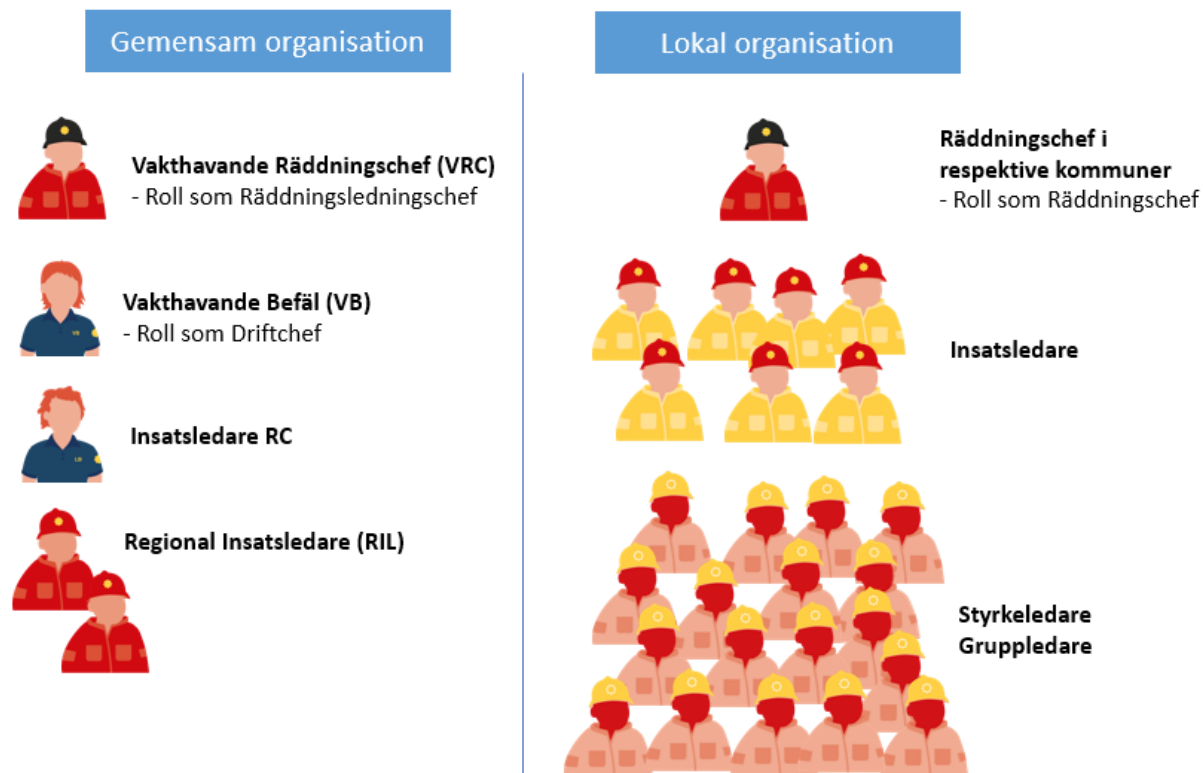 Gemensam organisation
Vakthavande Räddningschef (VRC)
- Roll som Räddningsledningschef
VB
Vakthavande Befäl (VB)
- Roll som Driftchef
Insatsledare RC
Regional Insatsledare (RIL)
Lokal organisation
Räddningschef i
respektive kommuner
- Roll som Räddningschef
Insatsledare
Styrkeledare
Gruppledare